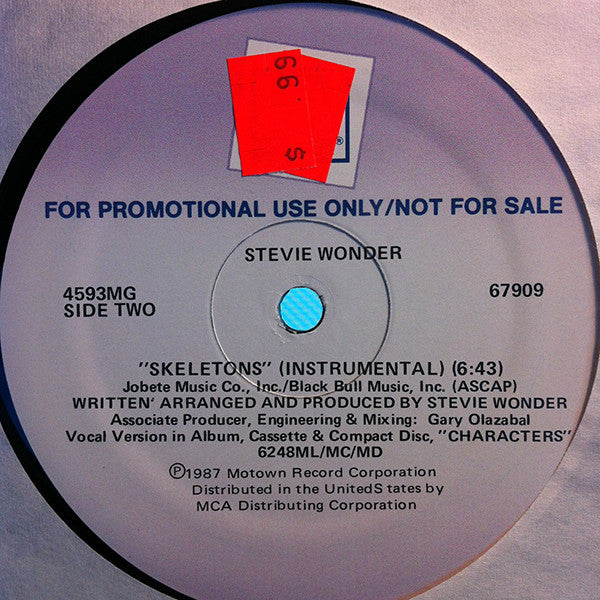 $ .99
®
FOR PROMOTIONAL USE ONLY/NOT FOR SALE
STEVIE WONDER
4593MG
SIDE TWO
67909
"SKELETONS" (INSTRUMENTAL) (6:43)
Jobete Music Co., Inc./Black Bull Music, Inc. (ASCAP)
WRITTEN' ARRANGED AND PRODUCED BY STEVIE WONDER
Associate Producer, Engineering & Mixing: Gary Olazabal
Vocal Version in Album, Cassette & Compact Disc, "CHARACTERS"
6248ML/MC/MD
℗1987 Motown Record Corporation
Distributed in the UnitedS tates by
MCA Distributing Corporation